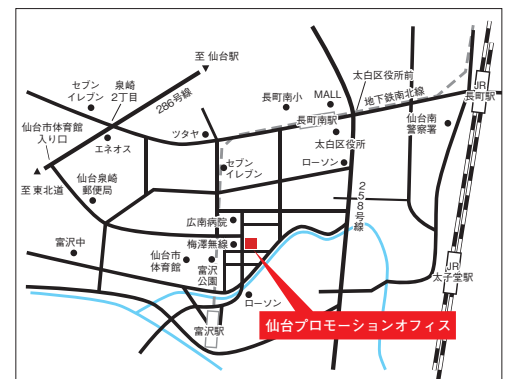 至 仙台駅
セブン
イレブン
泉崎
2丁目
286号線
太白区役所前
地下鉄南北線
JR
長町駅
長町南小
MALL
長町南駅
仙台南
警察署
仙台市体育館
入り口
エネオス
ツタヤ
太白区役所
ローソン
至 東北道
仙台泉崎
郵便局
セブン
イレブン
258号線
広南病院
富沢中
仙台市
体育館
梅澤無線
富沢
公園
JR
太子堂駅
ローソン
仙台プロモーションオフィス
富沢駅